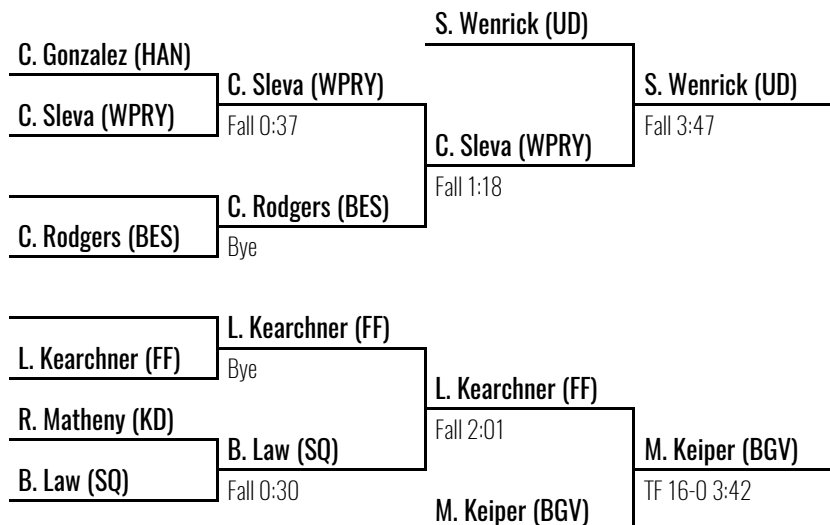 S. Wenrick (UD)
C. Gonzalez (HAN)
C. Sleva (WPRY)
S. Wenrick (UD)
C. Sleva (WPRY)
Fall 0:37
Fall 3:47
C. Sleva (WPRY)
Fall 1:18
C. Rodgers (BES)
C. Rodgers (BES)
Bye
L. Kearchner (FF)
L. Kearchner (FF)
Bye
L. Kearchner (FF)
R. Matheny (KD)
Fall 2:01
B. Law (SQ)
M. Keiper (BGV)
B. Law (SQ)
Fall 0:30
TF 16-0 3:42
M. Keiper (BGV)